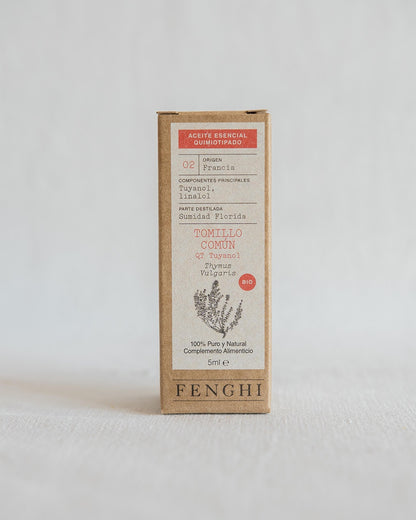 ACEITE ESENCIAL
QUIMIOTIPADO
02
ORIGEN
Francia
COMPONENTES PRINCIPALES
Tuyanol,
linalol
PARTE DESTILADA
Sumidad Florida
TOMILLO
COMÚN
QT Tuyanol
Thymus
Vulgaris
BIO
100% Puro y Natural
Complemento Alimenticio
5ml ℮
FENGHI